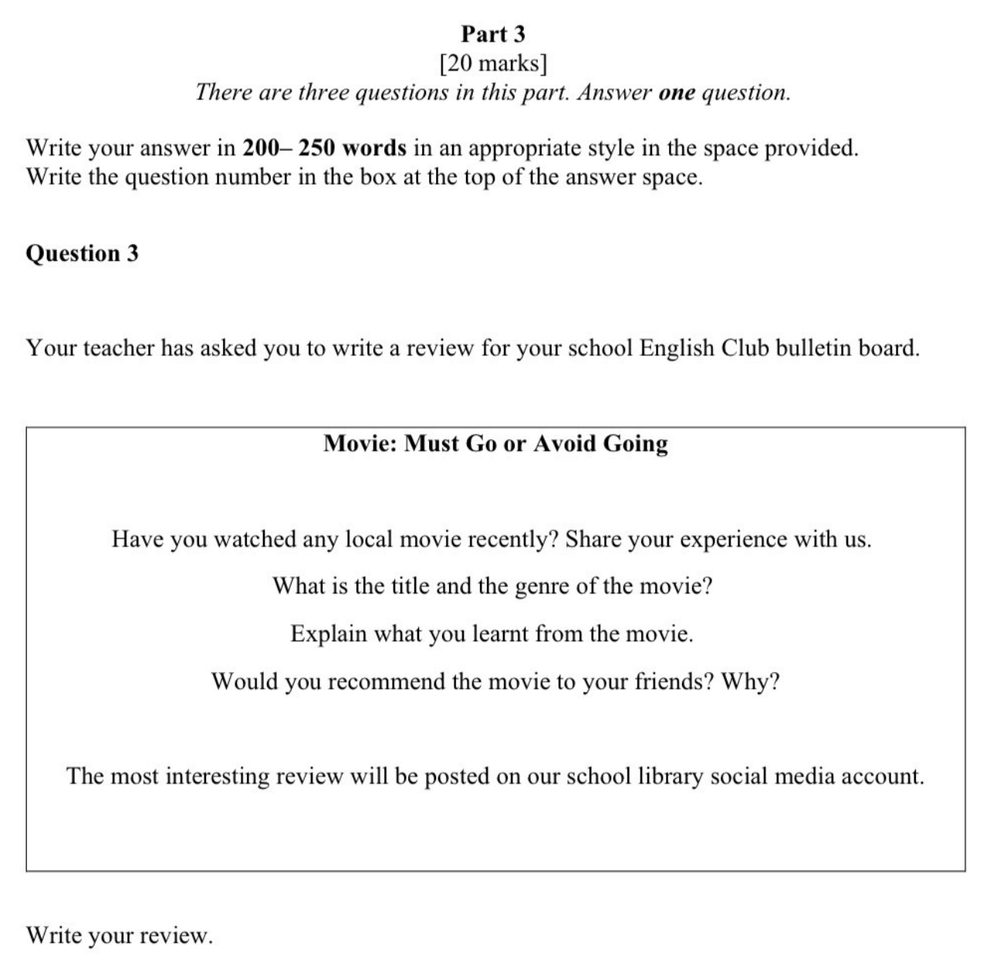 Part 3
[20 marks]
There are three questions in this part. Answer one question.
Write your answer in 200– 250 words in an appropriate style in the space provided.
Write the question number in the box at the top of the answer space.
Question 3
Your teacher has asked you to write a review for your school English Club bulletin board.
Movie: Must Go or Avoid Going
Have you watched any local movie recently? Share your experience with us.
What is the title and the genre of the movie?
Explain what you learnt from the movie.
Would you recommend the movie to your friends? Why?
The most interesting review will be posted on our school library social media account.
Write your review.